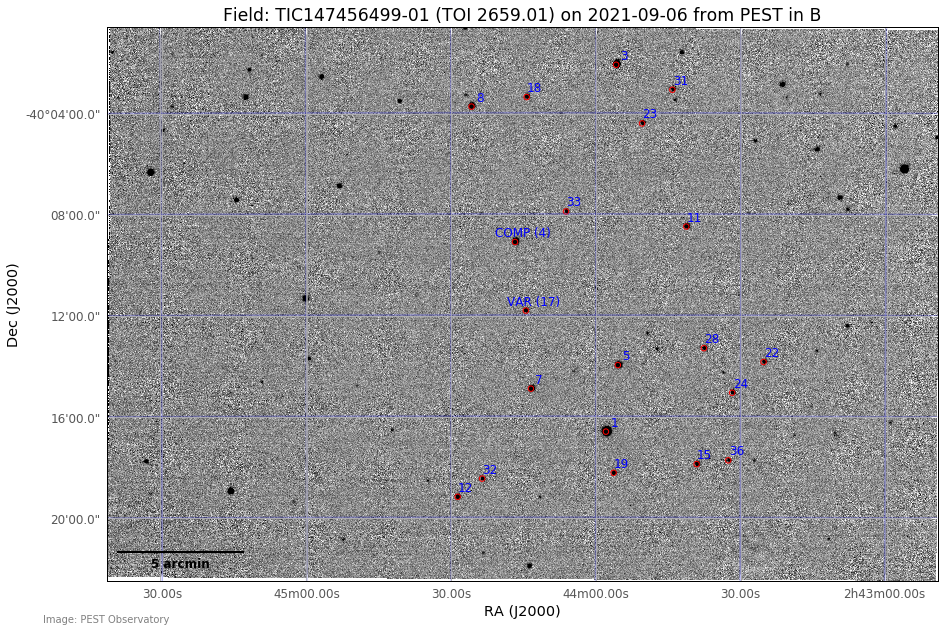 Field: TIC147456499-01 (TOI 2659.01) on 2021-09-06 from PEST in B
3
31
18
8
-40°04'00.0"
23
33
08'00.0"
11
COMP (4)
Dec (J2000)
VAR (17)
12'00.0"
28
22
5
7
24
16'00.0"
1
36
15
19
32
12
20'00.0"
5 arcmin
30.00s
45m00.00s
30.00s
44m00.00s
30.00s
2h43m00.00s
RA (J2000)
Image: PEST Observatory